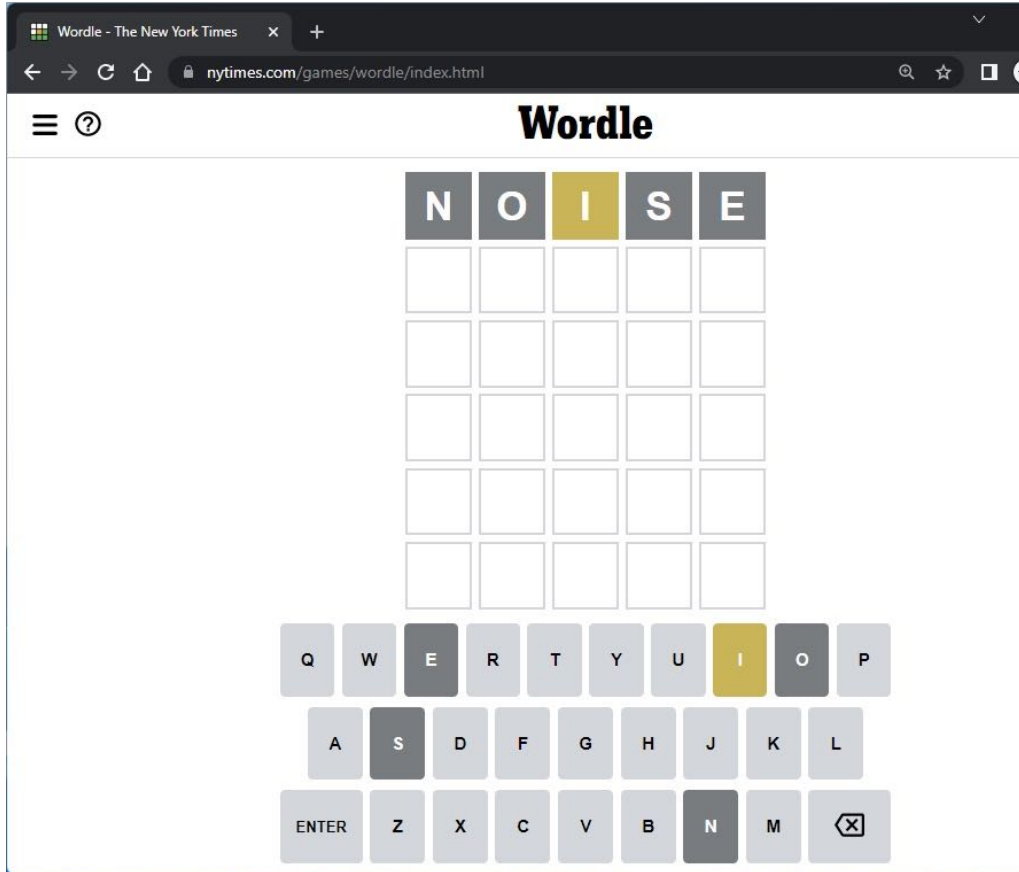 Wordle - The New York Times
nytimes.com/games/wordle/index.html
Wordle
N O I S E
Q W E R T Y U I O P
A S D F G H J K L
ENTER Z X C V B N M